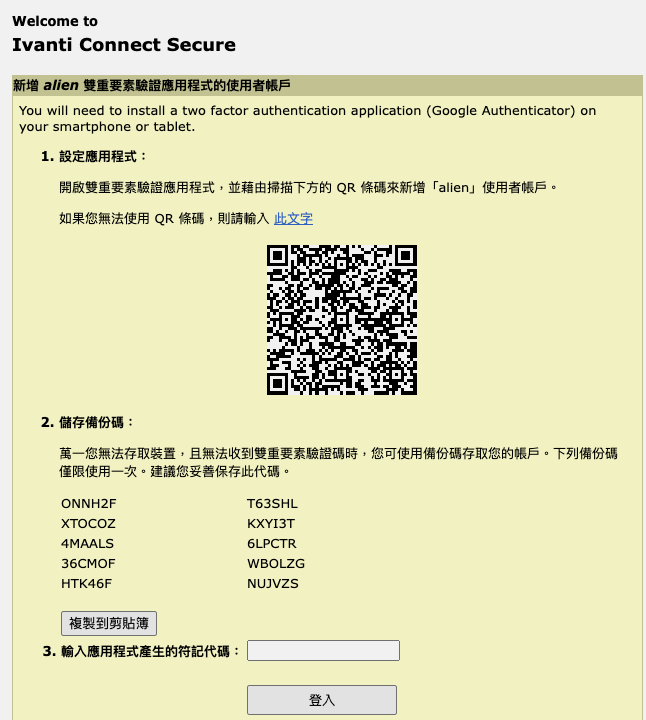 Welcome to
Ivanti Connect Secure
新增 alien 雙重要素驗證應用程式的使用者帳戶
You will need to install a two factor authentication application (Google Authenticator) on
your smartphone or tablet.
1. 設定應用程式：
開啟雙重要素驗證應用程式，並藉由掃描下方的 QR 條碼來新增「alien」使用者帳戶。
如果您無法使用 QR 條碼，則請輸入 此文字
2. 儲存備份碼：
萬一您無法存取裝置，且無法收到雙重要素驗證碼時，您可使用備份碼存取您的帳戶。下列備份碼
僅限使用一次。建議您妥善保存此代碼。
ONNH2F T63SHL
XTOCOZ KXYI3T
4MAALS 6LPCTR
36CMOF WBOLZG
HTK46F NUJVZS
複製到剪貼簿
3. 輸入應用程式產生的符記代碼：
登入